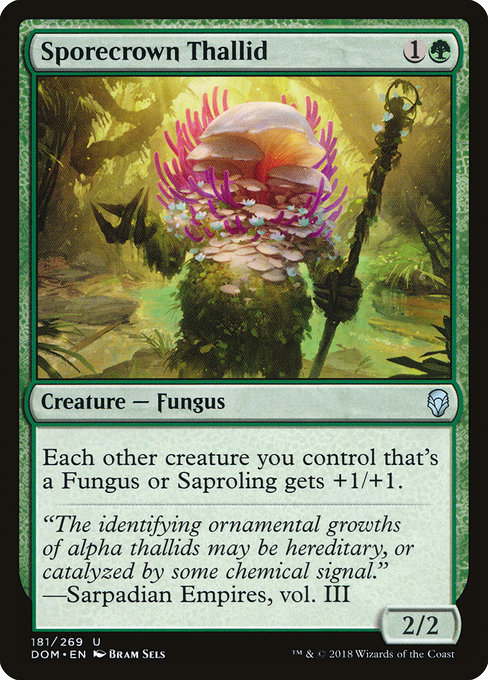 Sporecrown Thallid 1
Creature — Fungus
Each other creature you control that's
a Fungus or Saproling gets +1/+1.
“The identifying ornamental growths
of alpha thallids may be hereditary, or
catalyzed by some chemical signal.”
—Sarpadian Empires, vol. III
2/2
181/269 U
DOM • EN Bram Sels
™ & © 2018 Wizards of the Coast